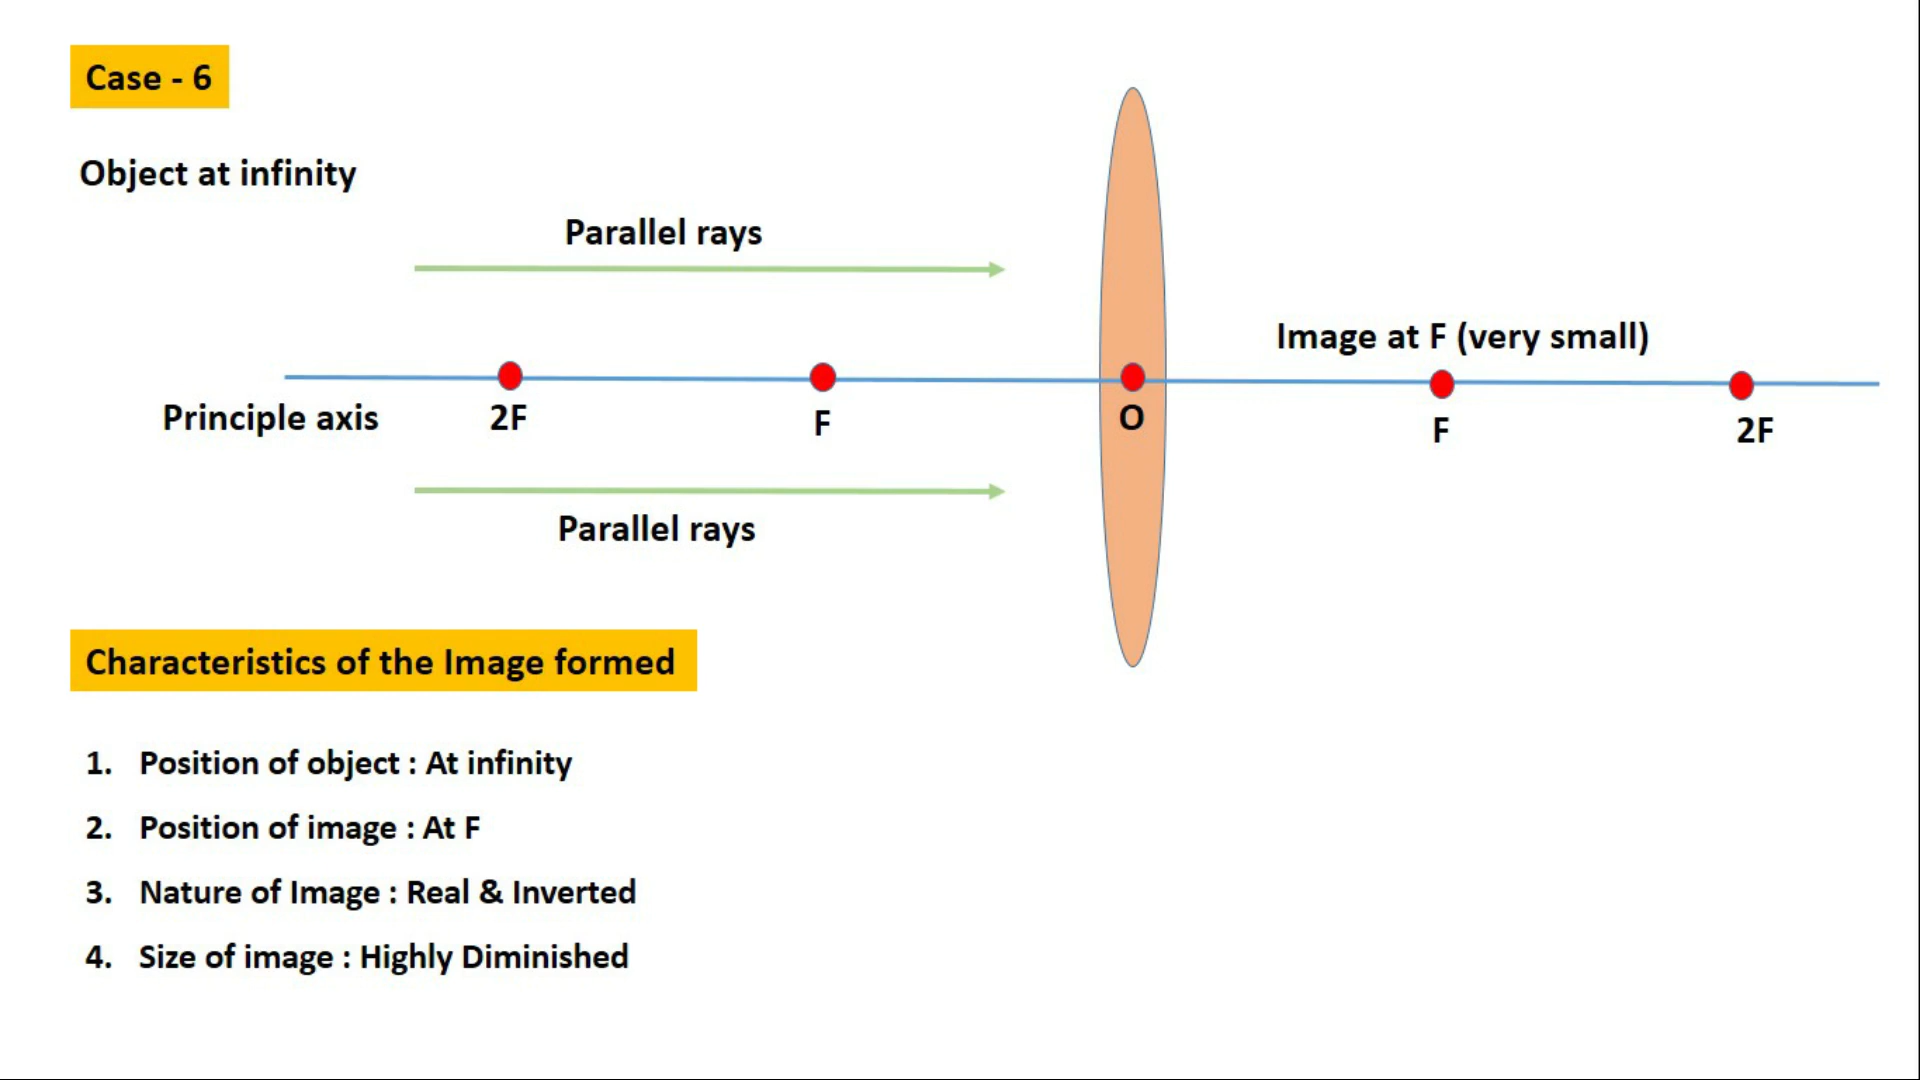 Case - 6
Object at infinity
Parallel rays
Image at F (very small)
Principle axis
2F
F
O
F
2F
Parallel rays
Characteristics of the Image formed
1. Position of object : At infinity
2. Position of image : At F
3. Nature of Image : Real & Inverted
4. Size of image : Highly Diminished